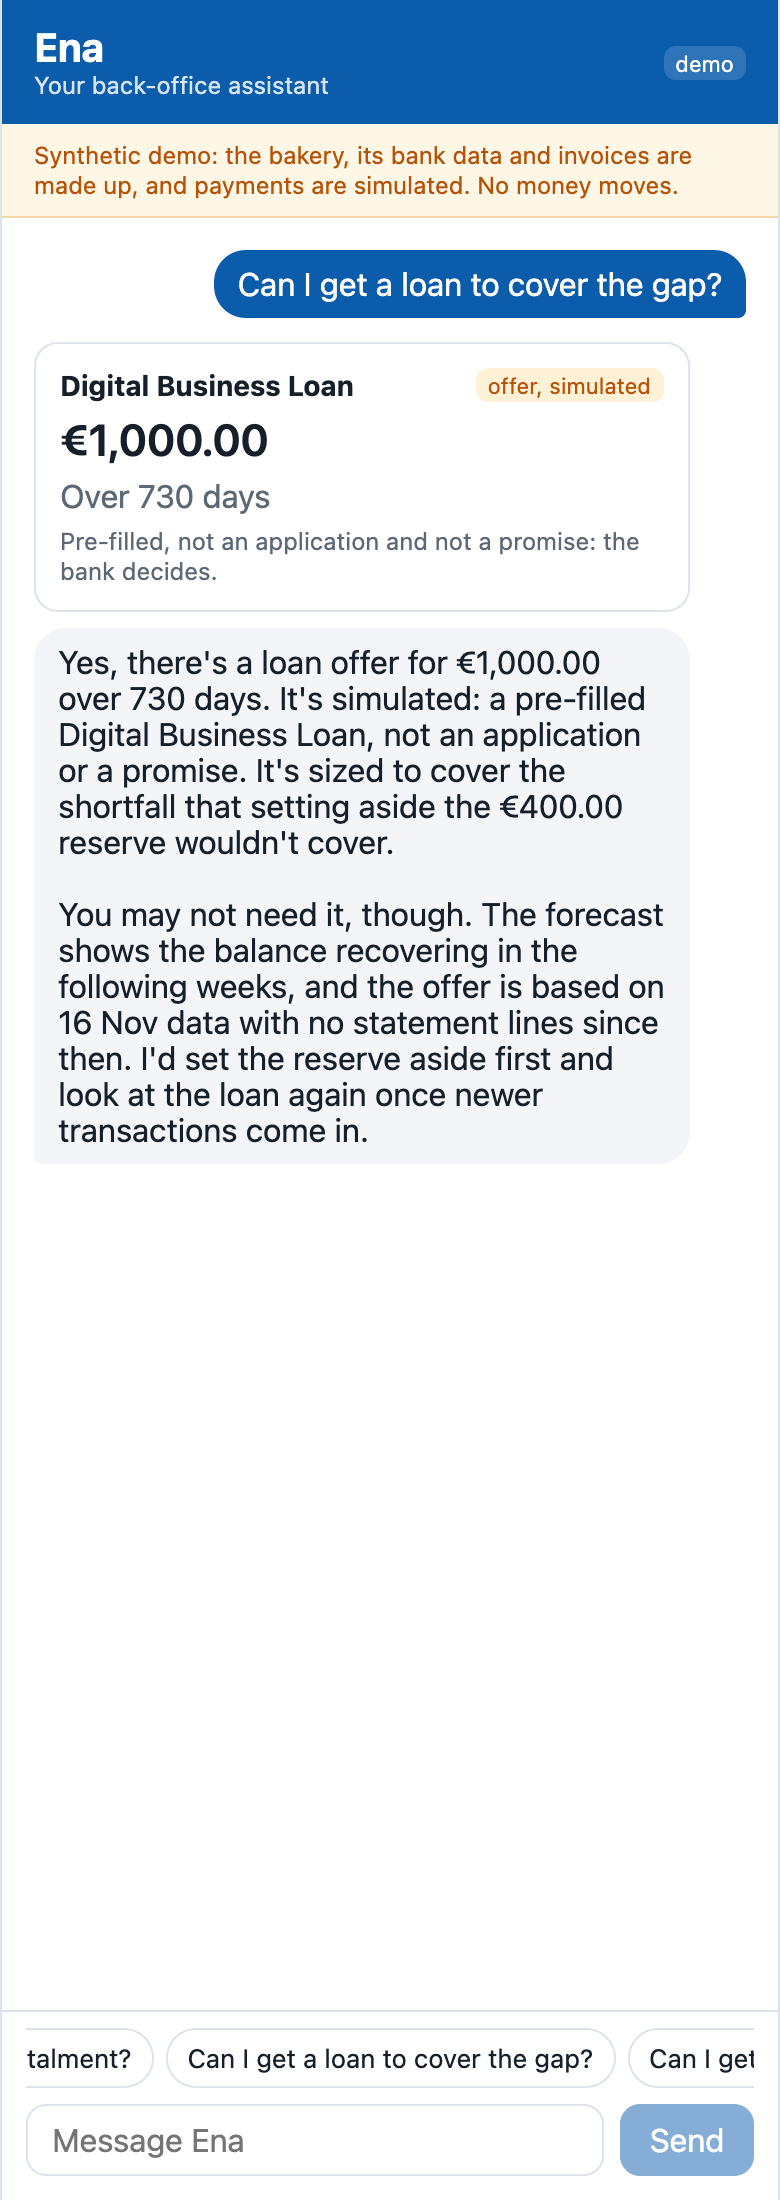 Ena
Your back-office assistant
demo
Synthetic demo: the bakery, its bank data and invoices are
made up, and payments are simulated. No money moves.
Can I get a loan to cover the gap?
Digital Business Loan
offer, simulated
€1,000.00
Over 730 days
Pre-filled, not an application and not a promise: the
bank decides.
Yes, there's a loan offer for €1,000.00
over 730 days. It's simulated: a pre-filled
Digital Business Loan, not an application
or a promise. It's sized to cover the
shortfall that setting aside the €400.00
reserve wouldn't cover.
You may not need it, though. The forecast
shows the balance recovering in the
following weeks, and the offer is based on
16 Nov data with no statement lines since
then. I'd set the reserve aside first and
look at the loan again once newer
transactions come in.
talment?
Can I get a loan to cover the gap?
Can I get
Message Ena
Send